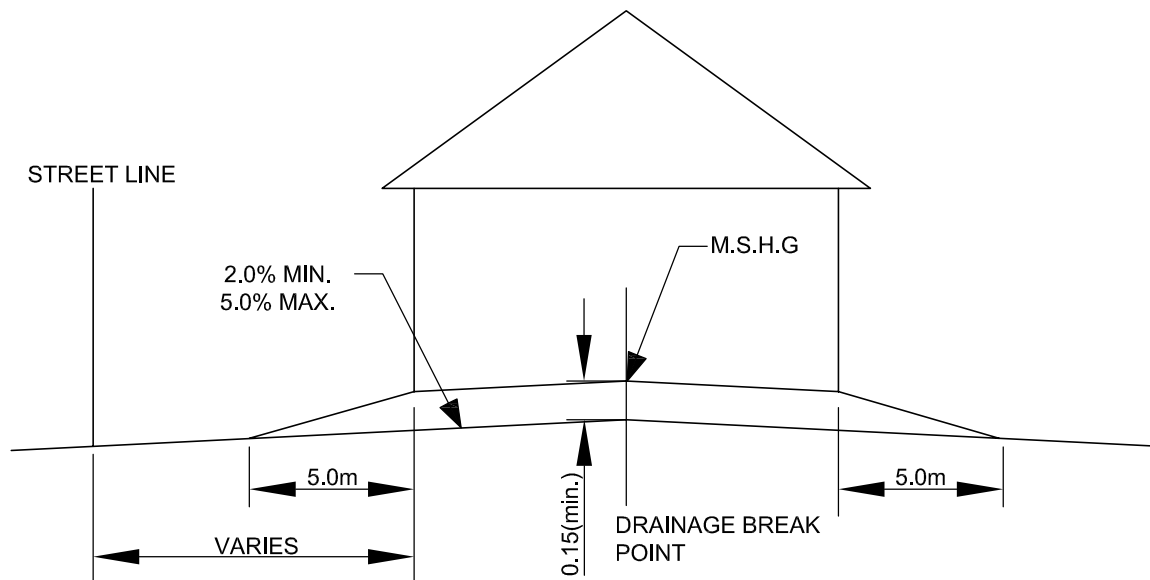 STREET LINE
M.S.H.G
2.0% MIN.
5.0% MAX.
5.0m
0.15(min.)
5.0m
DRAINAGE BREAK
POINT
VARIES